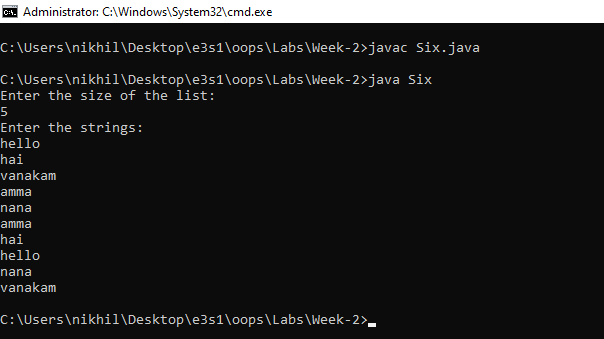 Administrator: C:\Windows\System32\cmd.exe
C:\Users\nikhil\Desktop\e3s1\oops\Labs\Week-2>javac Six.java
C:\Users\nikhil\Desktop\e3s1\oops\Labs\Week-2>java Six
Enter the size of the list:
5
Enter the strings:
hello
hai
vanakam
amma
nana
amma
hai
hello
nana
vanakam
C:\Users\nikhil\Desktop\e3s1\oops\Labs\Week-2>